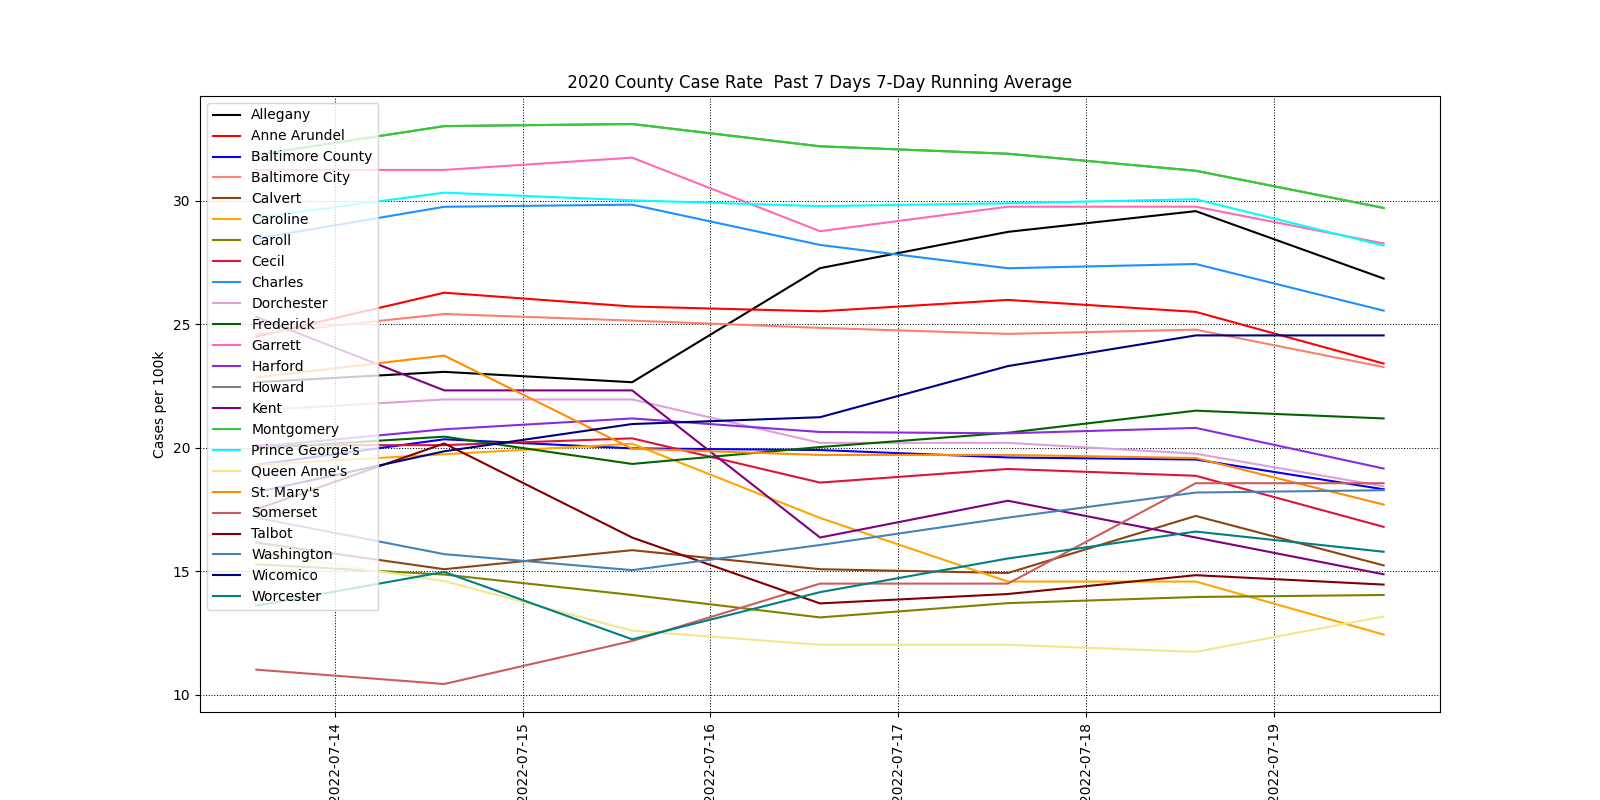 2020 County Case Rate  Past 7 Days 7-Day Running Average
Allegany
Anne Arundel
Baltimore County
Baltimore City
Calvert
Caroline
Caroll
Cecil
Charles
Dorchester
Frederick
Garrett
Harford
Howard
Kent
Montgomery
Prince George's
Queen Anne's
St. Mary's
Somerset
Talbot
Washington
Wicomico
Worcester
Cases per 100k
30
25
20
15
10
2022-07-14
2022-07-15
2022-07-16
2022-07-17
2022-07-18
2022-07-19